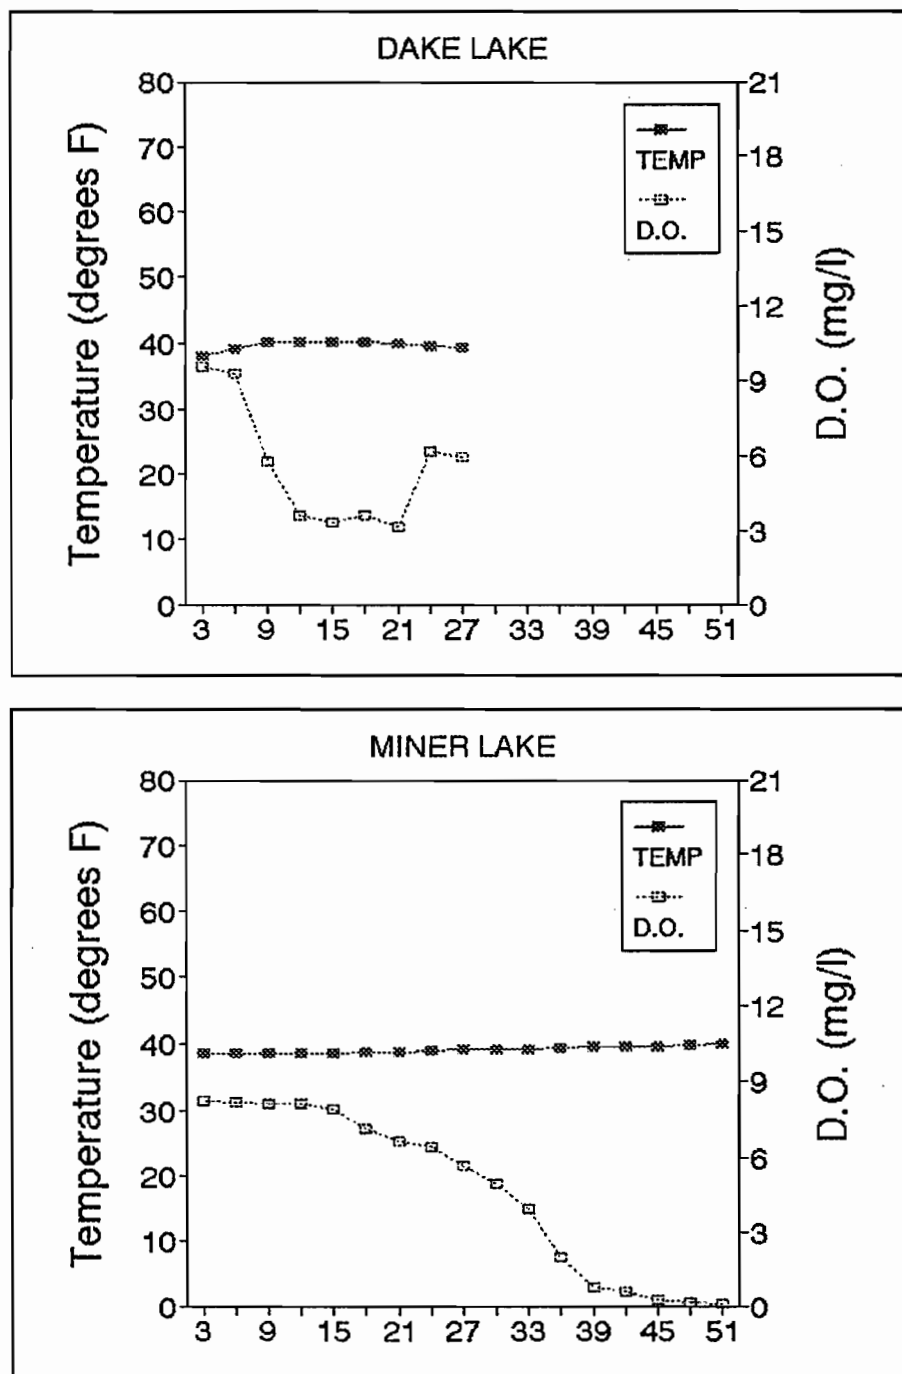 DAKE LAKE
Temperature (degrees F)
80
70
60
50
40
30
20
10
0
21
18
15
12
9
6
3
0
D.O. (mg/l)
TEMP
D.O.
3 9 15 21 27 33 39 45 51
MINER LAKE
Temperature (degrees F)
80
70
60
50
40
30
20
10
0
21
18
15
12
9
6
3
0
D.O. (mg/l)
TEMP
D.O.
3 9 15 21 27 33 39 45 51